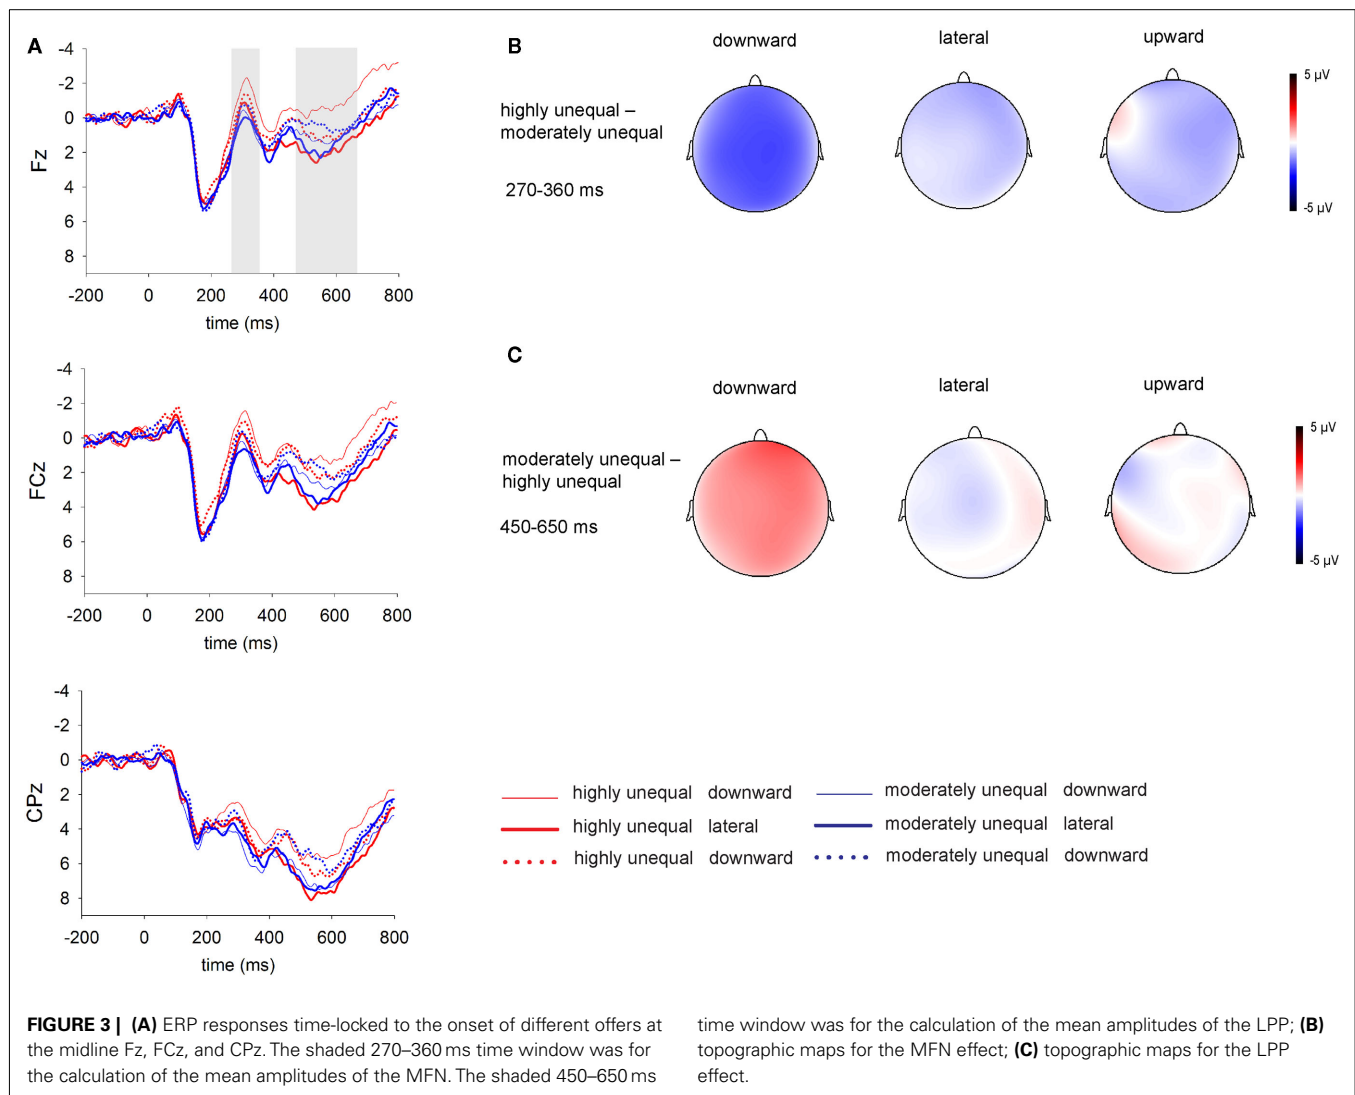 A
-4
-2
0
2
4
6
8
Fz
-200 0 200 400 600 800
time (ms)
-4
-2
0
2
4
6
8
FCz
-200 0 200 400 600 800
time (ms)
-4
-2
0
2
4
6
8
CPz
-200 0 200 400 600 800
time (ms)
B
downward lateral upward
highly unequal –
moderately unequal
270-360 ms
5 µV
-5 µV
C
downward lateral upward
moderately unequal –
highly unequal
450-650 ms
5 µV
-5 µV
highly unequal downward moderately unequal downward
highly unequal lateral moderately unequal lateral
highly unequal downward moderately unequal downward
FIGURE 3 | (A) ERP responses time-locked to the onset of different offers at
the midline Fz, FCz, and CPz. The shaded 270–360 ms time window was for
the calculation of the mean amplitudes of the MFN. The shaded 450–650 ms
time window was for the calculation of the mean amplitudes of the LPP; (B)
topographic maps for the MFN effect; (C) topographic maps for the LPP
effect.